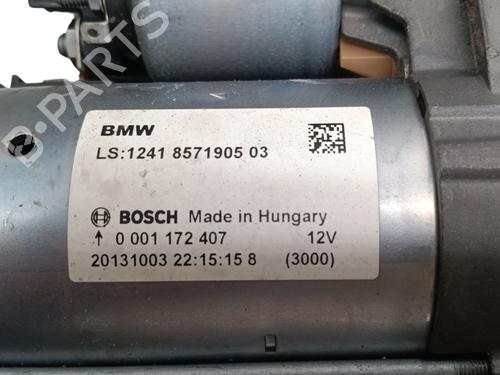 BMW
LS:1241 8571905 03
BOSCH Made in Hungary
↑ 0 001 172 407 12V
20131003 22:15:15 8 (3000)
B-PARTS